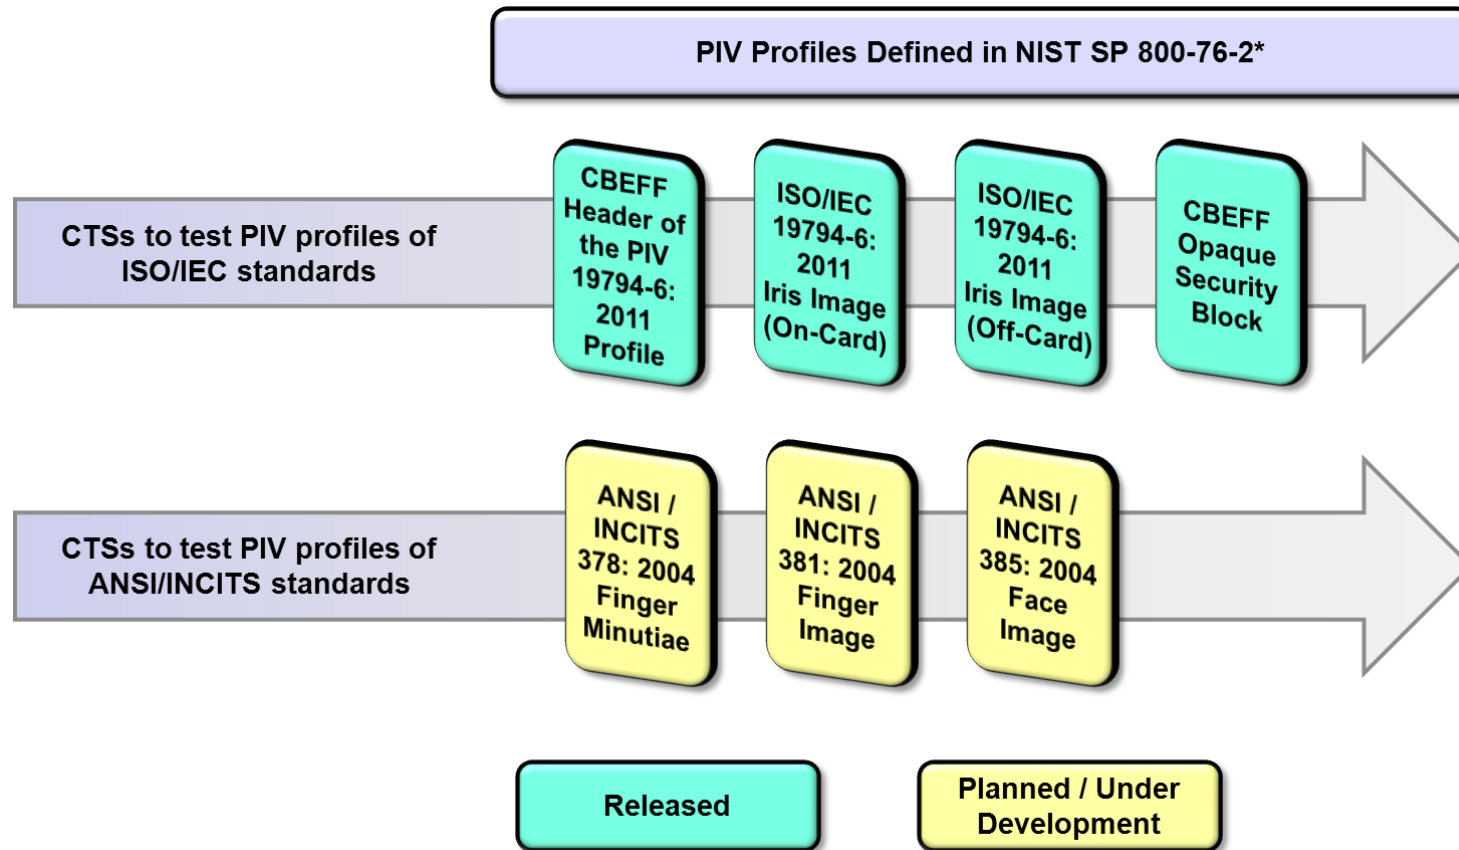 PIV Profiles Defined in NIST SP 800-76-2*
CTSs to test PIV profiles of
ISO/IEC standards
CBEFF
Header of
the PIV
19794-6:
2011
Profile
ISO/IEC
19794-6:
2011
Iris Image
(On-Card)
ISO/IEC
19794-6:
2011
Iris Image
(Off-Card)
CBEFF
Opaque
Security
Block
CTSs to test PIV profiles of
ANSI/INCITS standards
ANSI /
INCITS
378: 2004
Finger
Minutiae
ANSI /
INCITS
381: 2004
Finger
Image
ANSI /
INCITS
385: 2004
Face
Image
Released
Planned / Under
Development